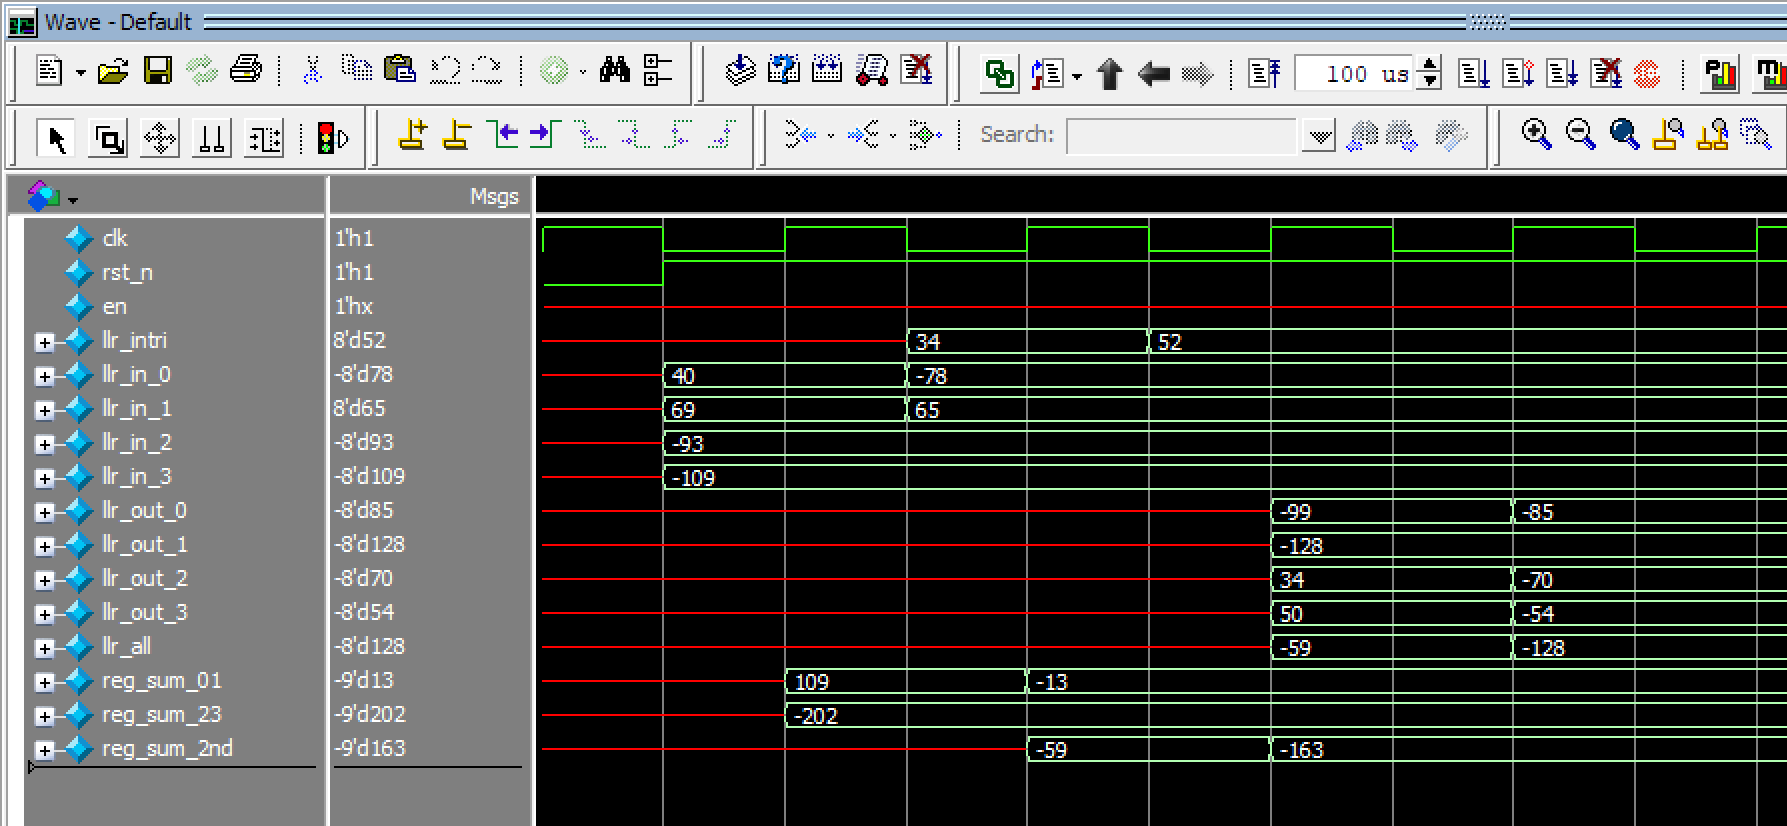 Wave - Default
100 us
Search:
Msgs
clk 1'h1
rst_n 1'h1
en 1'hx
llr_intri 8'd52 34 52
llr_in_0 -8'd78 40 -78
llr_in_1 8'd65 69 65
llr_in_2 -8'd93 -93
llr_in_3 -8'd109 -109
llr_out_0 -8'd85 -99 -85
llr_out_1 -8'd128 -128
llr_out_2 -8'd70 34 -70
llr_out_3 -8'd54 50 -54
llr_all -8'd128 -59 -128
reg_sum_01 -9'd13 109 -13
reg_sum_23 -9'd202 -202
reg_sum_2nd -9'd163 -59 -163